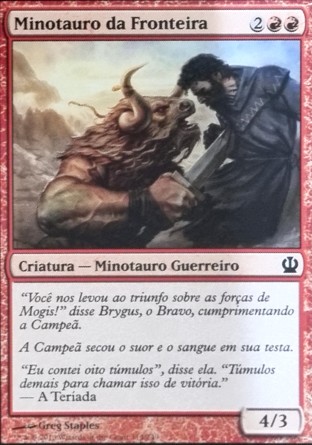 Minotauro da Fronteira 2
Criatura — Minotauro Guerreiro
“Você nos levou ao triunfo sobre as forças de
Mogis!” disse Brygus, o Bravo, cumprimentando
a Campeã.
A Campeã secou o suor e o sangue em sua testa.
“Eu contei oito túmulos”, disse ela. “Túmulos
demais para chamar isso de vitória.”
— A Teríada
Greg Staples
4/3